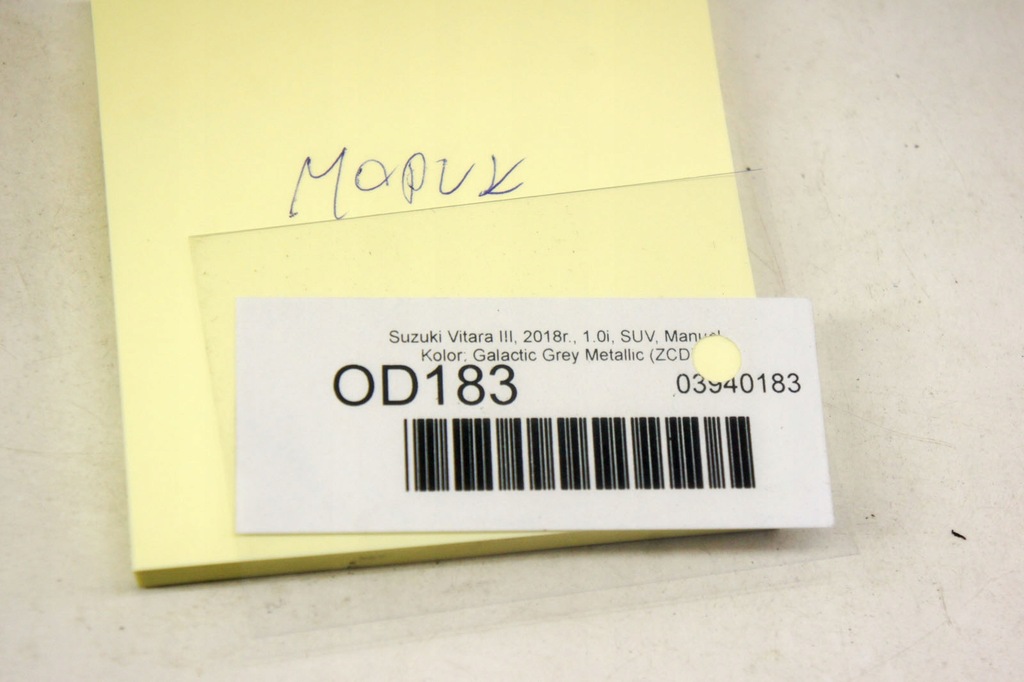 Марик
Suzuki Vitara III, 2018r., 1.0i, SUV, Manual
Kolor: Galactic Grey Metallic (ZCD
OD183
03940183